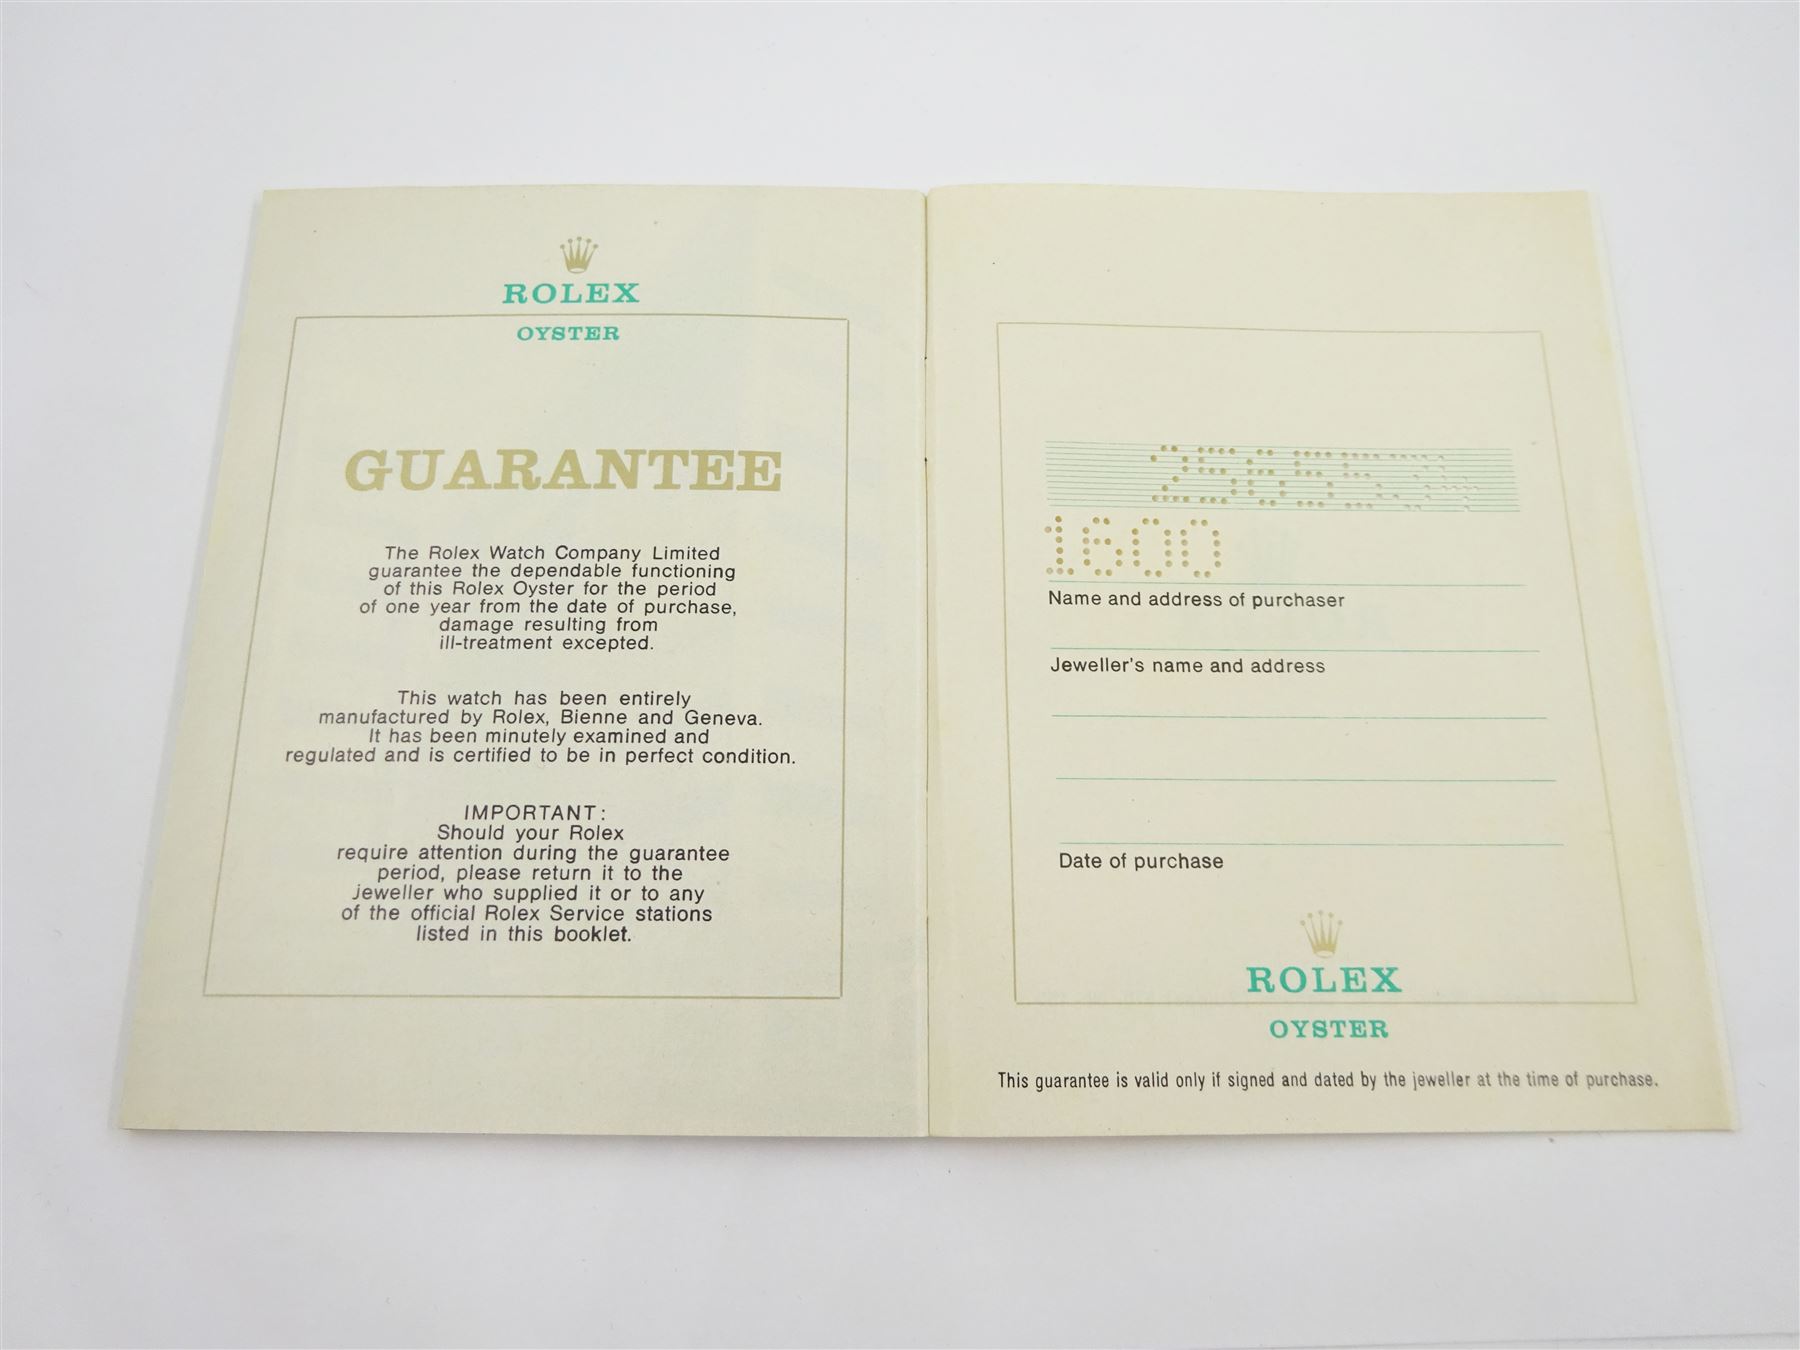 ROLEX
OYSTER
GUARANTEE
The Rolex Watch Company Limited
guarantee the dependable functioning
of this Rolex Oyster for the period
of one year from the date of purchase,
damage resulting from
ill-treatment excepted.
This watch has been entirely
manufactured by Rolex, Bienne and Geneva.
It has been minutely examined and
regulated and is certified to be in perfect condition.
IMPORTANT:
Should your Rolex
require attention during the guarantee
period, please return it to the
jeweller who supplied it or to any
of the official Rolex Service stations
listed in this booklet.
1600
Name and address of purchaser
Jeweller's name and address
Date of purchase
ROLEX
OYSTER
This guarantee is valid only if signed and dated by the jeweller at the time of purchase.